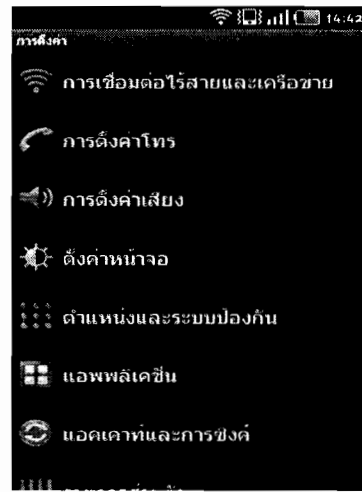 14:42
การตั้งค่า
การเชื่อมต่อไร้สายและเครือข่าย
การตั้งค่าโทร
การตั้งค่าเสียง
ตั้งค่าหน้าจอ
ตำแหน่งและระบบป้องกัน
แอพพลิเคชั่น
แอคเคาท์และการซิงค์